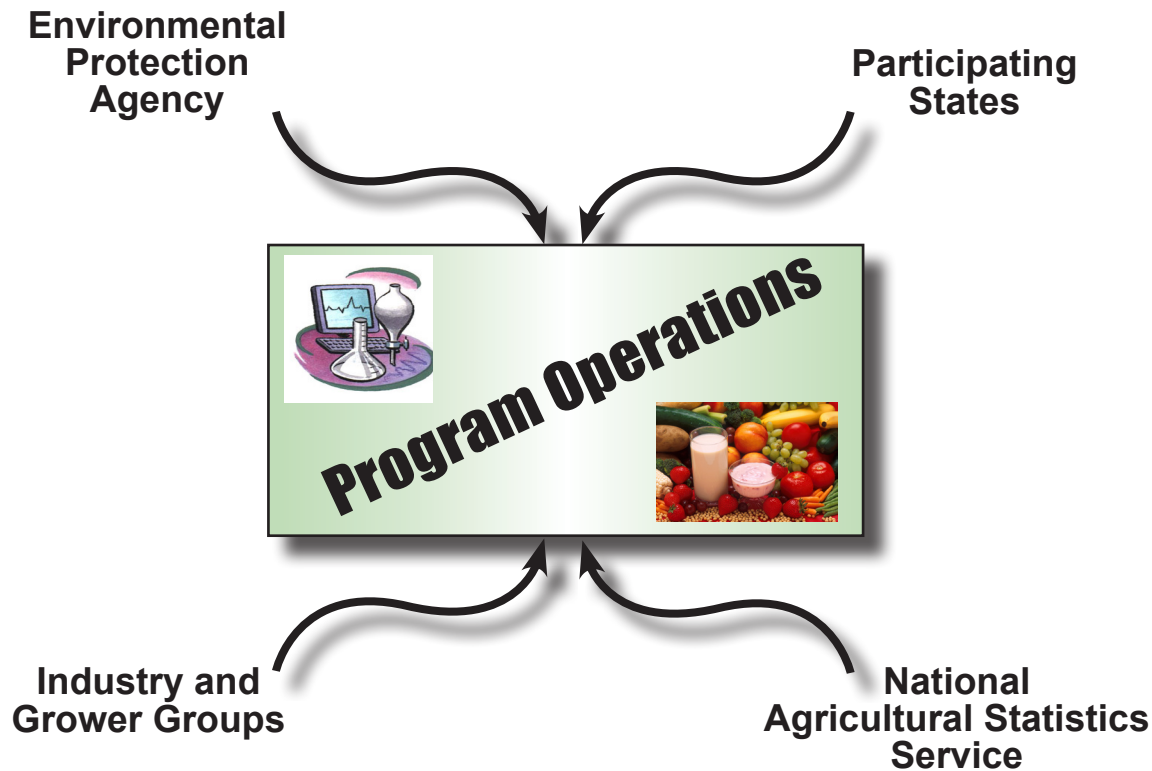 Environmental
Protection
Agency
Participating
States
Program Operations
Industry and
Grower Groups
National
Agricultural Statistics
Service